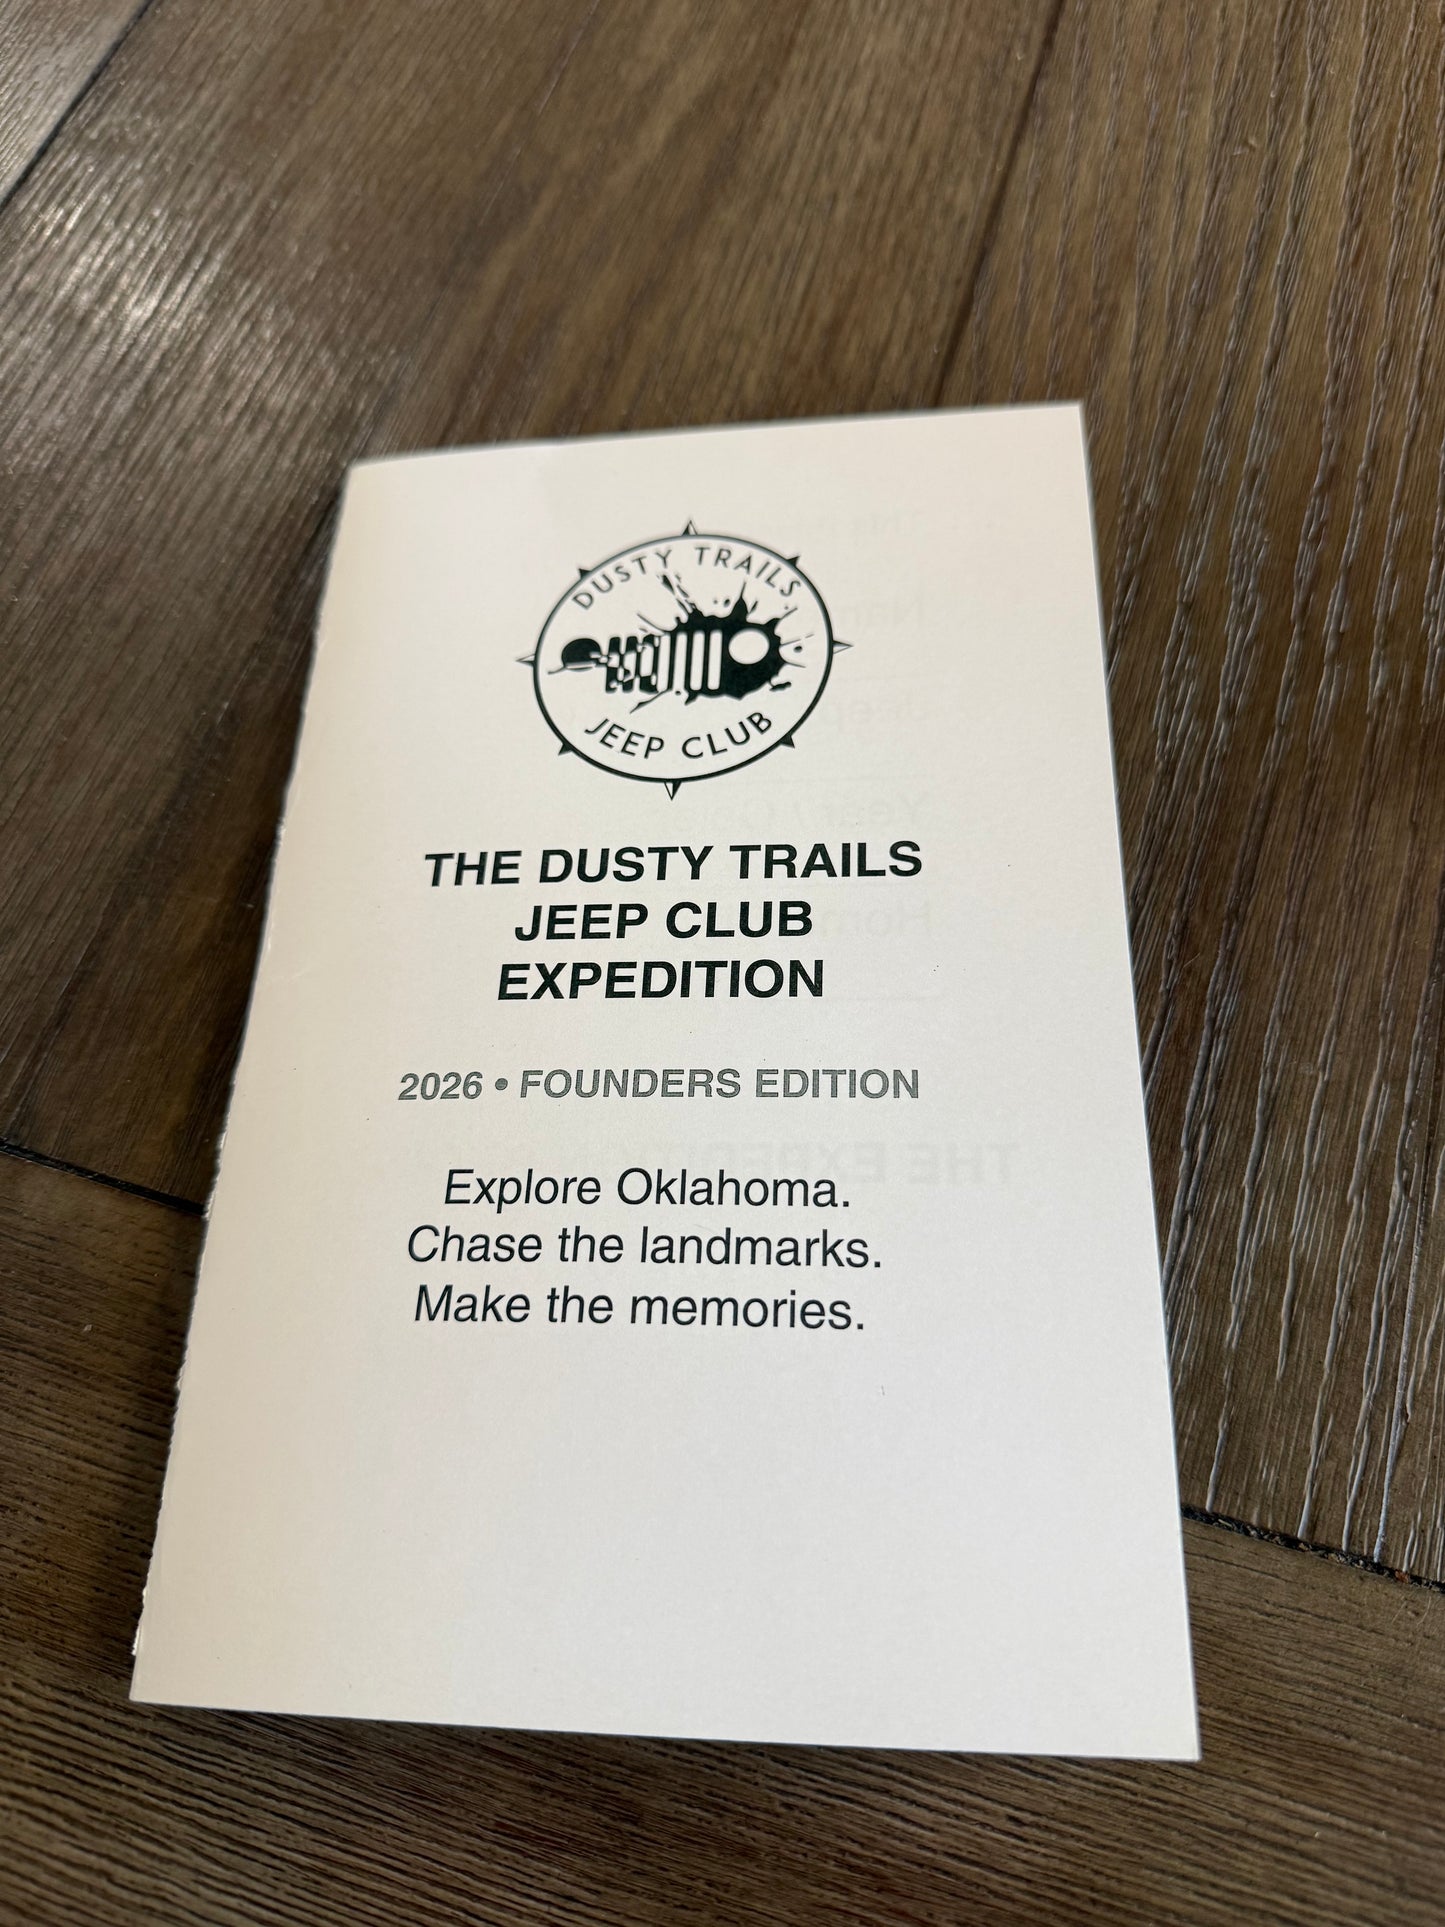 DUSTY TRAILS
JEEP CLUB
THE DUSTY TRAILS
JEEP CLUB
EXPEDITION
2026 • FOUNDERS EDITION
Explore Oklahoma.
Chase the landmarks.
Make the memories.